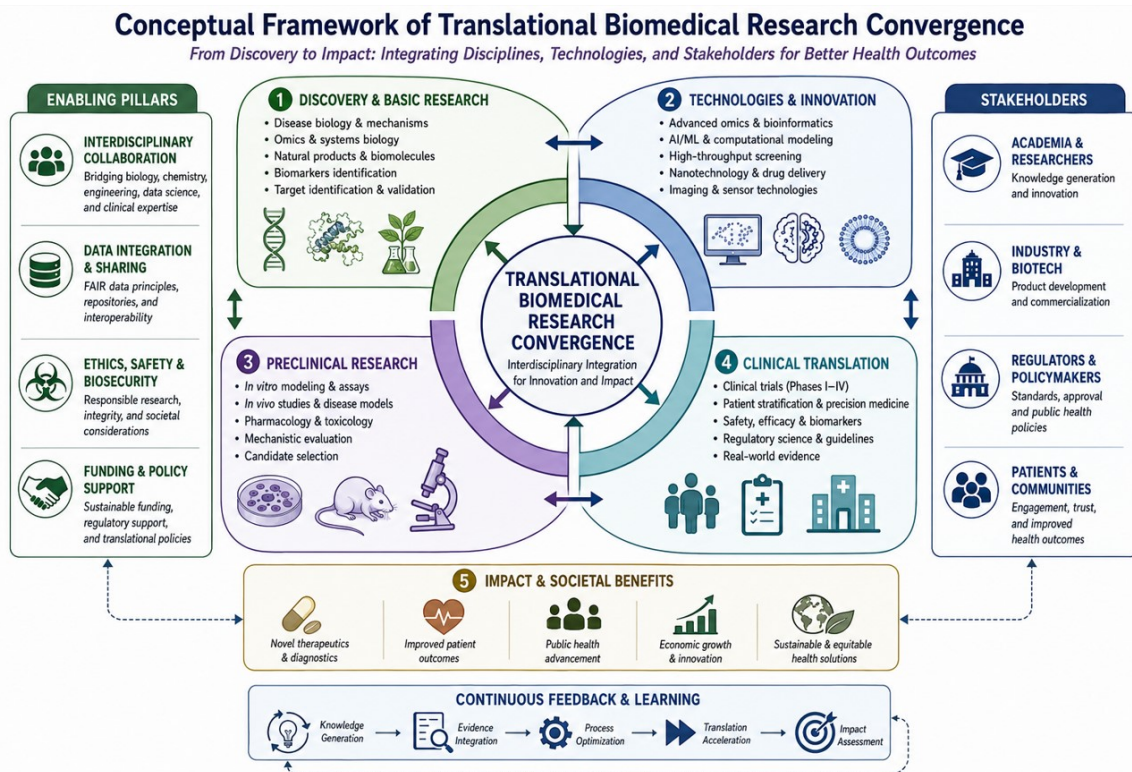 Conceptual Framework of Translational Biomedical Research Convergence
From Discovery to Impact: Integrating Disciplines, Technologies, and Stakeholders for Better Health Outcomes
ENABLING PILLARS
INTERDISCIPLINARY
COLLABORATION
Bridging biology, chemistry,
engineering, data science,
and clinical expertise
DATA INTEGRATION
& SHARING
FAIR data principles,
repositories, and
interoperability
ETHICS, SAFETY &
BIOSECURITY
Responsible research,
integrity, and societal
considerations
FUNDING & POLICY
SUPPORT
Sustainable funding,
regulatory support,
and translational policies
1 DISCOVERY & BASIC RESEARCH
• Disease biology & mechanisms
• Omics & systems biology
• Natural products & biomolecules
• Biomarkers identification
• Target identification & validation
2 TECHNOLOGIES & INNOVATION
• Advanced omics & bioinformatics
• AI/ML & computational modeling
• High-throughput screening
• Nanotechnology & drug delivery
• Imaging & sensor technologies
TRANSLATIONAL
BIOMEDICAL
RESEARCH
CONVERGENCE
Interdisciplinary Integration
for Innovation and Impact
3 PRECLINICAL RESEARCH
• In vitro modeling & assays
• In vivo studies & disease models
• Pharmacology & toxicology
• Mechanistic evaluation
• Candidate selection
4 CLINICAL TRANSLATION
• Clinical trials (Phases I–IV)
• Patient stratification & precision medicine
• Safety, efficacy & biomarkers
• Regulatory science & guidelines
• Real-world evidence
STAKEHOLDERS
ACADEMIA &
RESEARCHERS
Knowledge generation
and innovation
INDUSTRY &
BIOTECH
Product development
and commercialization
REGULATORS &
POLICYMAKERS
Standards, approval
and public health
policies
PATIENTS &
COMMUNITIES
Engagement, trust,
and improved
health outcomes
5 IMPACT & SOCIETAL BENEFITS
Novel therapeutics
& diagnostics
Improved patient
outcomes
Public health
advancement
Economic growth
& innovation
Sustainable & equitable
health solutions
CONTINUOUS FEEDBACK & LEARNING
Knowledge
Generation
Evidence
Integration
Process
Optimization
Translation
Acceleration
Impact
Assessment